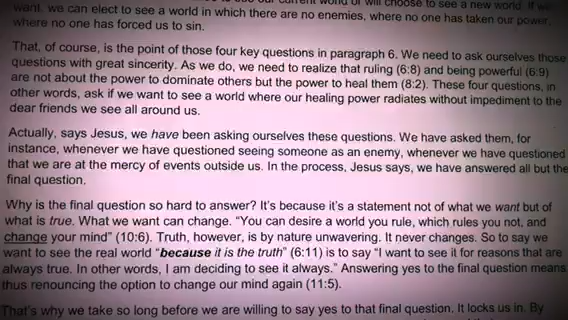 current world or will choose to see a new world. If we
want, we can elect to see a world in which there are no enemies, where no one has taken our power,
where no one has forced us to sin.
That, of course, is the point of those four key questions in paragraph 6. We need to ask ourselves those
questions with great sincerity. As we do, we need to realize that ruling (6:8) and being powerful (6:9)
are not about the power to dominate others but the power to heal them (8:2). These four questions, in
other words, ask if we want to see a world where our healing power radiates without impediment to the
dear friends we see all around us.
Actually, says Jesus, we have been asking ourselves these questions. We have asked them, for
instance, whenever we have questioned seeing someone as an enemy, whenever we have questioned
that we are at the mercy of events outside us. In the process, Jesus says, we have answered all but the
final question.
Why is the final question so hard to answer? It's because it's a statement not of what we want but of
what is true. What we want can change. “You can desire a world you rule, which rules you not, and
change your mind” (10:6). Truth, however, is by nature unwavering. It never changes. So to say we
want to see the real world “because it is the truth” (6:11) is to say “I want to see it for reasons that are
always true. In other words, I am deciding to see it always.” Answering yes to the final question means
thus renouncing the option to change our mind again (11:5).
That's why we take so long before we are willing to say yes to that final question. It locks us in. By